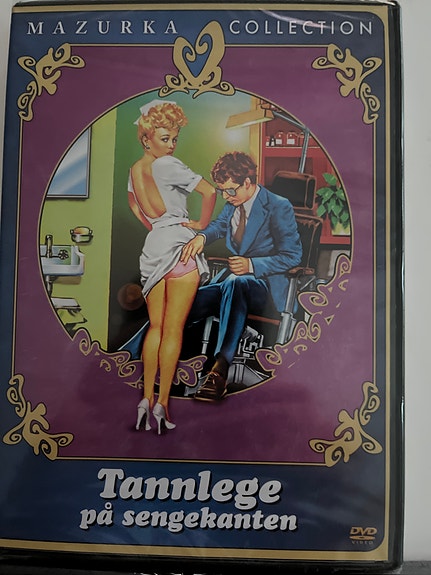 MAZURKA COLLECTION
Tannlege
på sengekanten
DVD
VIDEO